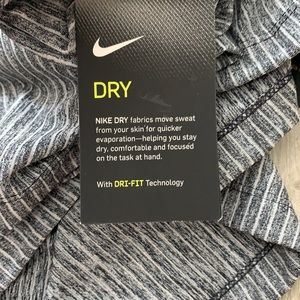 DRY
NIKE DRY fabrics move sweat
from your skin for quicker
evaporation—helping you stay
dry, comfortable and focused
on the task at hand.
With DRI-FIT Technology